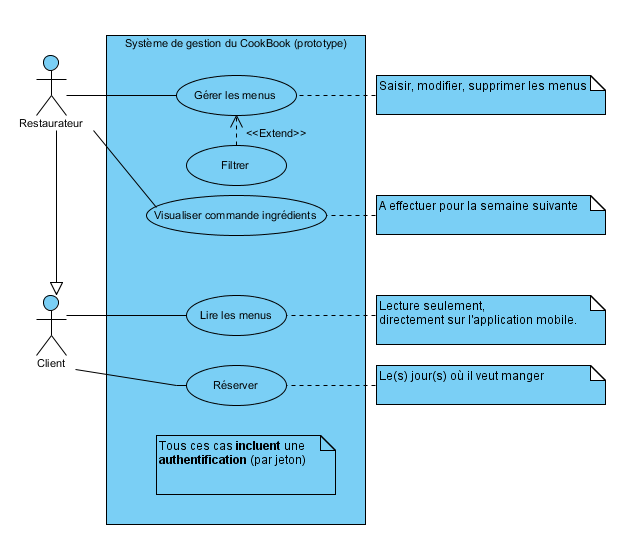 Système de gestion du CookBook (prototype)
Restaurateur
Gérer les menus
Saisir, modifier, supprimer les menus
<<Extend>>
Filtrer
Visualiser commande ingrédients
A effectuer pour la semaine suivante
Client
Lire les menus
Lecture seulement,
directement sur l'application mobile.
Réserver
Le(s) jour(s) où il veut manger
Tous ces cas incluent une
authentification (par jeton)